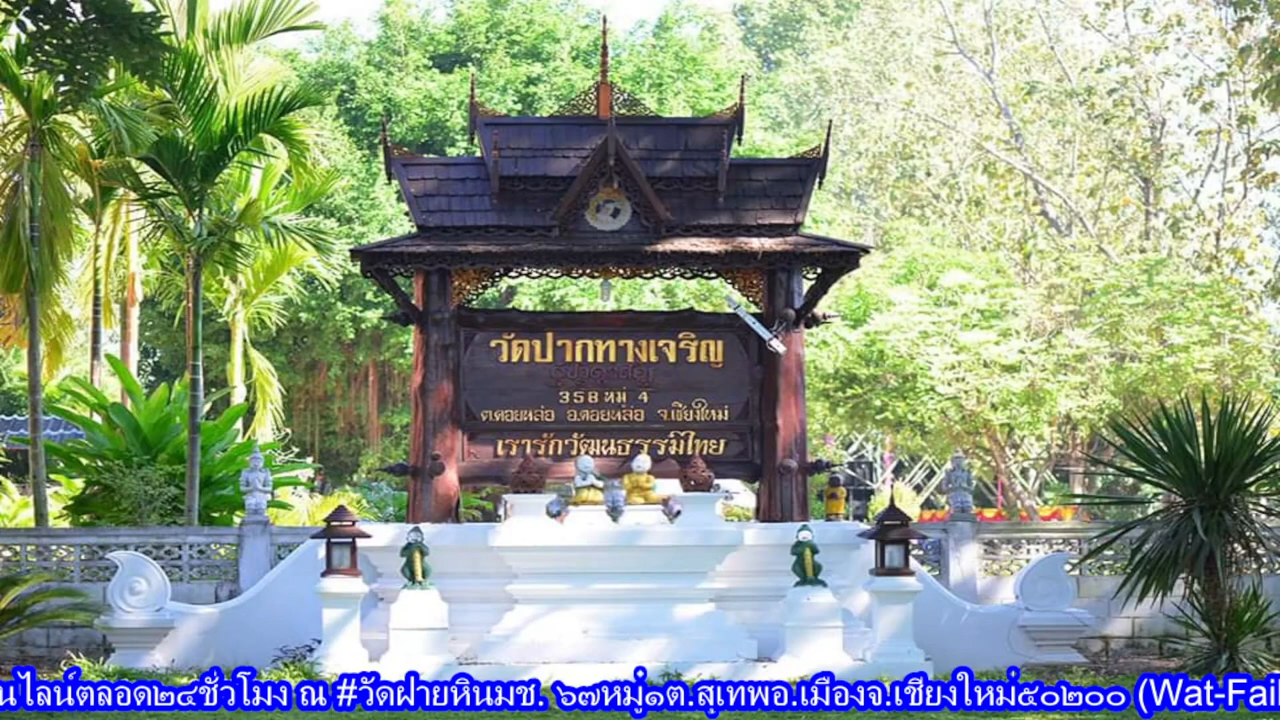 วัดปากทางเจริญ
358 หมู่ 4
ต.ดอยหล่อ อ.ดอยหล่อ จ.เชียงใหม่
เรารักวัฒนธรรมไทย
นไลน์ตลอด๒๔ชั่วโมง ณ #วัดฝายหินมช. ๖๗หมู่๑ต.สุเทพอ.เมืองจ.เชียงใหม่๕๐๒๐๐ (Wat-Fail